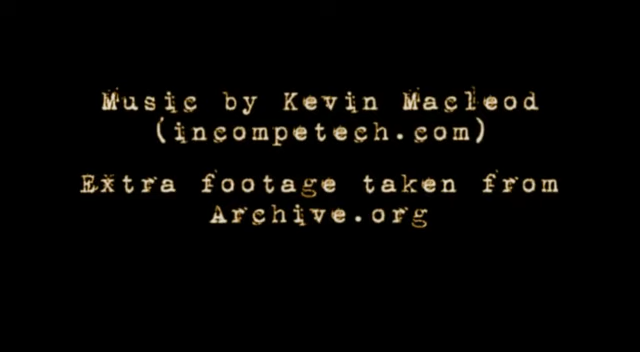 Music by Kevin Macleod
(incompetech.com)
Extra footage taken from
Archive.org